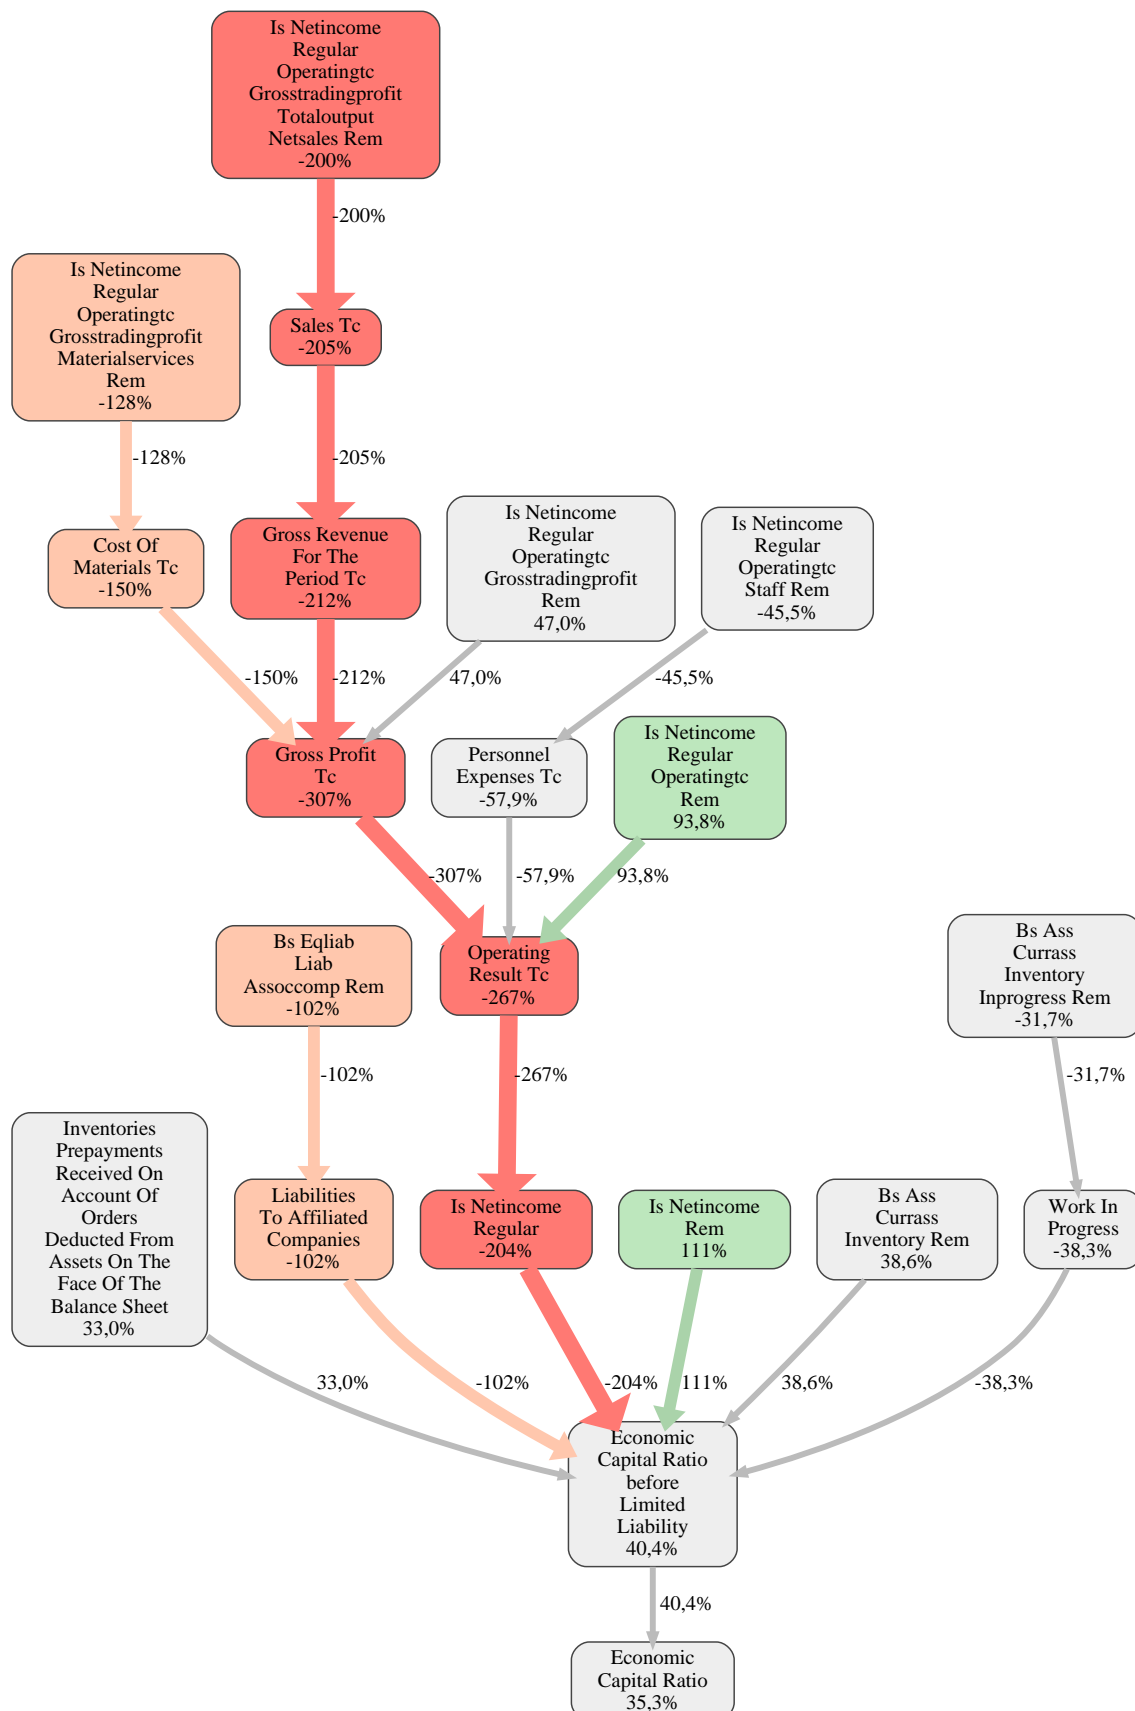 Is Netincome
Regular
Operatingtc
Grosstradingprofit
Totaloutput
Netsales Rem
-200%
-200%
Is Netincome
Regular
Operatingtc
Grosstradingprofit
Materialservices
Rem
-128%
Sales Tc
-205%
-128%
-205%
Cost Of
Materials Tc
-150%
Gross Revenue
For The
Period Tc
-212%
Is Netincome
Regular
Operatingtc
Grosstradingprofit
Rem
47,0%
Is Netincome
Regular
Operatingtc
Staff Rem
-45,5%
-150%
-212%
47,0%
-45,5%
Gross Profit
Tc
-307%
Personnel
Expenses Tc
-57,9%
Is Netincome
Regular
Operatingtc
Rem
93,8%
-307%
-57,9%
93,8%
Bs Eqliab
Liab
Assoccomp Rem
-102%
Operating
Result Tc
-267%
Bs Ass
Currass
Inventory
Inprogress Rem
-31,7%
-102%
-267%
-31,7%
Inventories
Prepayments
Received On
Account Of
Orders
Deducted From
Assets On The
Face Of The
Balance Sheet
33,0%
Liabilities
To Affiliated
Companies
-102%
Is Netincome
Regular
-204%
Is Netincome
Rem
111%
Bs Ass
Currass
Inventory Rem
38,6%
Work In
Progress
-38,3%
33,0%
-102%
-204%
111%
38,6%
-38,3%
Economic
Capital Ratio
before
Limited
Liability
40,4%
40,4%
Economic
Capital Ratio
35,3%